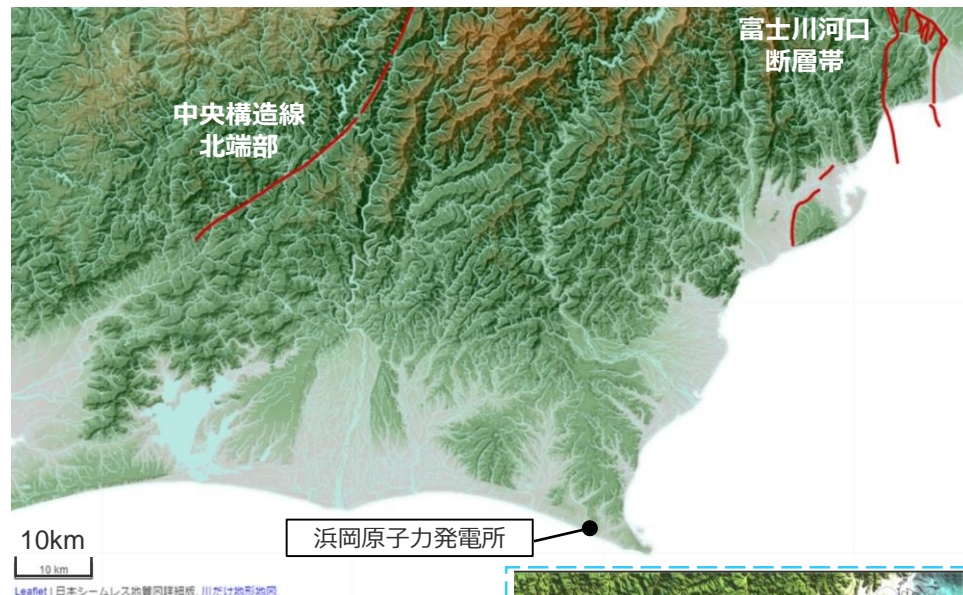 富士川河口
断層帯
中央構造線
北端部
浜岡原子力発電所
10km
10 km
Leaflet | 日本シームレス地質図詳細版, 川だけ地形地図